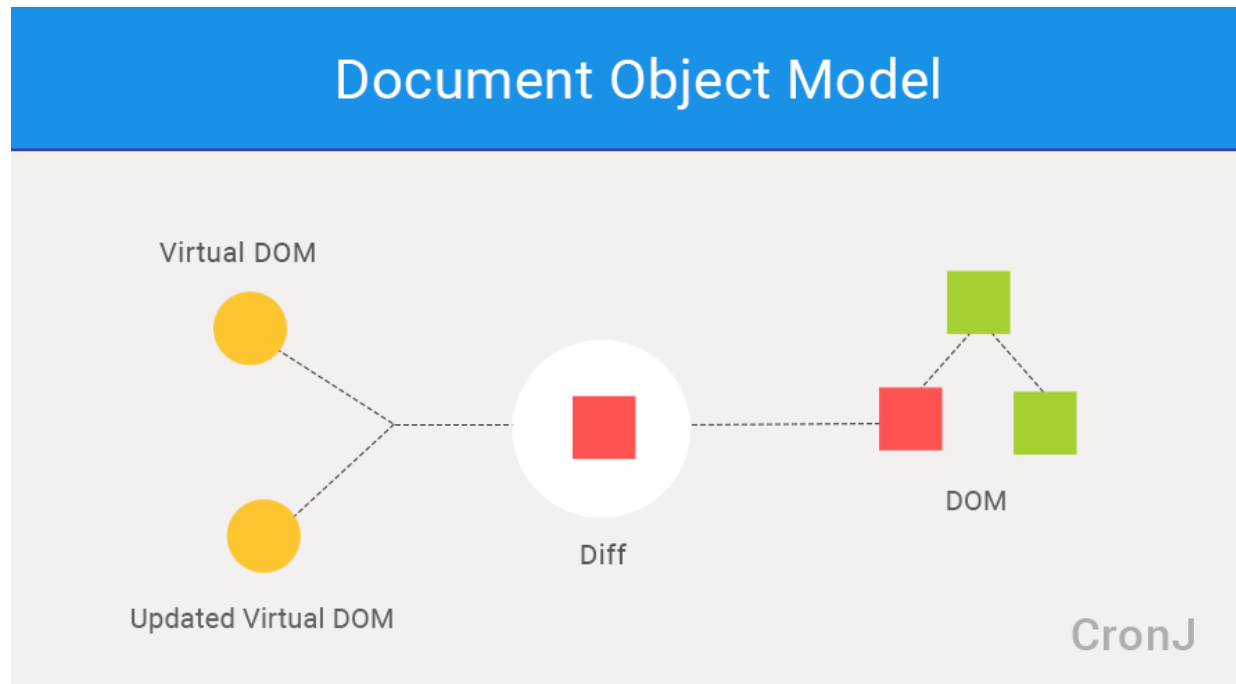 Document Object Model
Virtual DOM
Updated Virtual DOM
Diff
DOM
CronJ